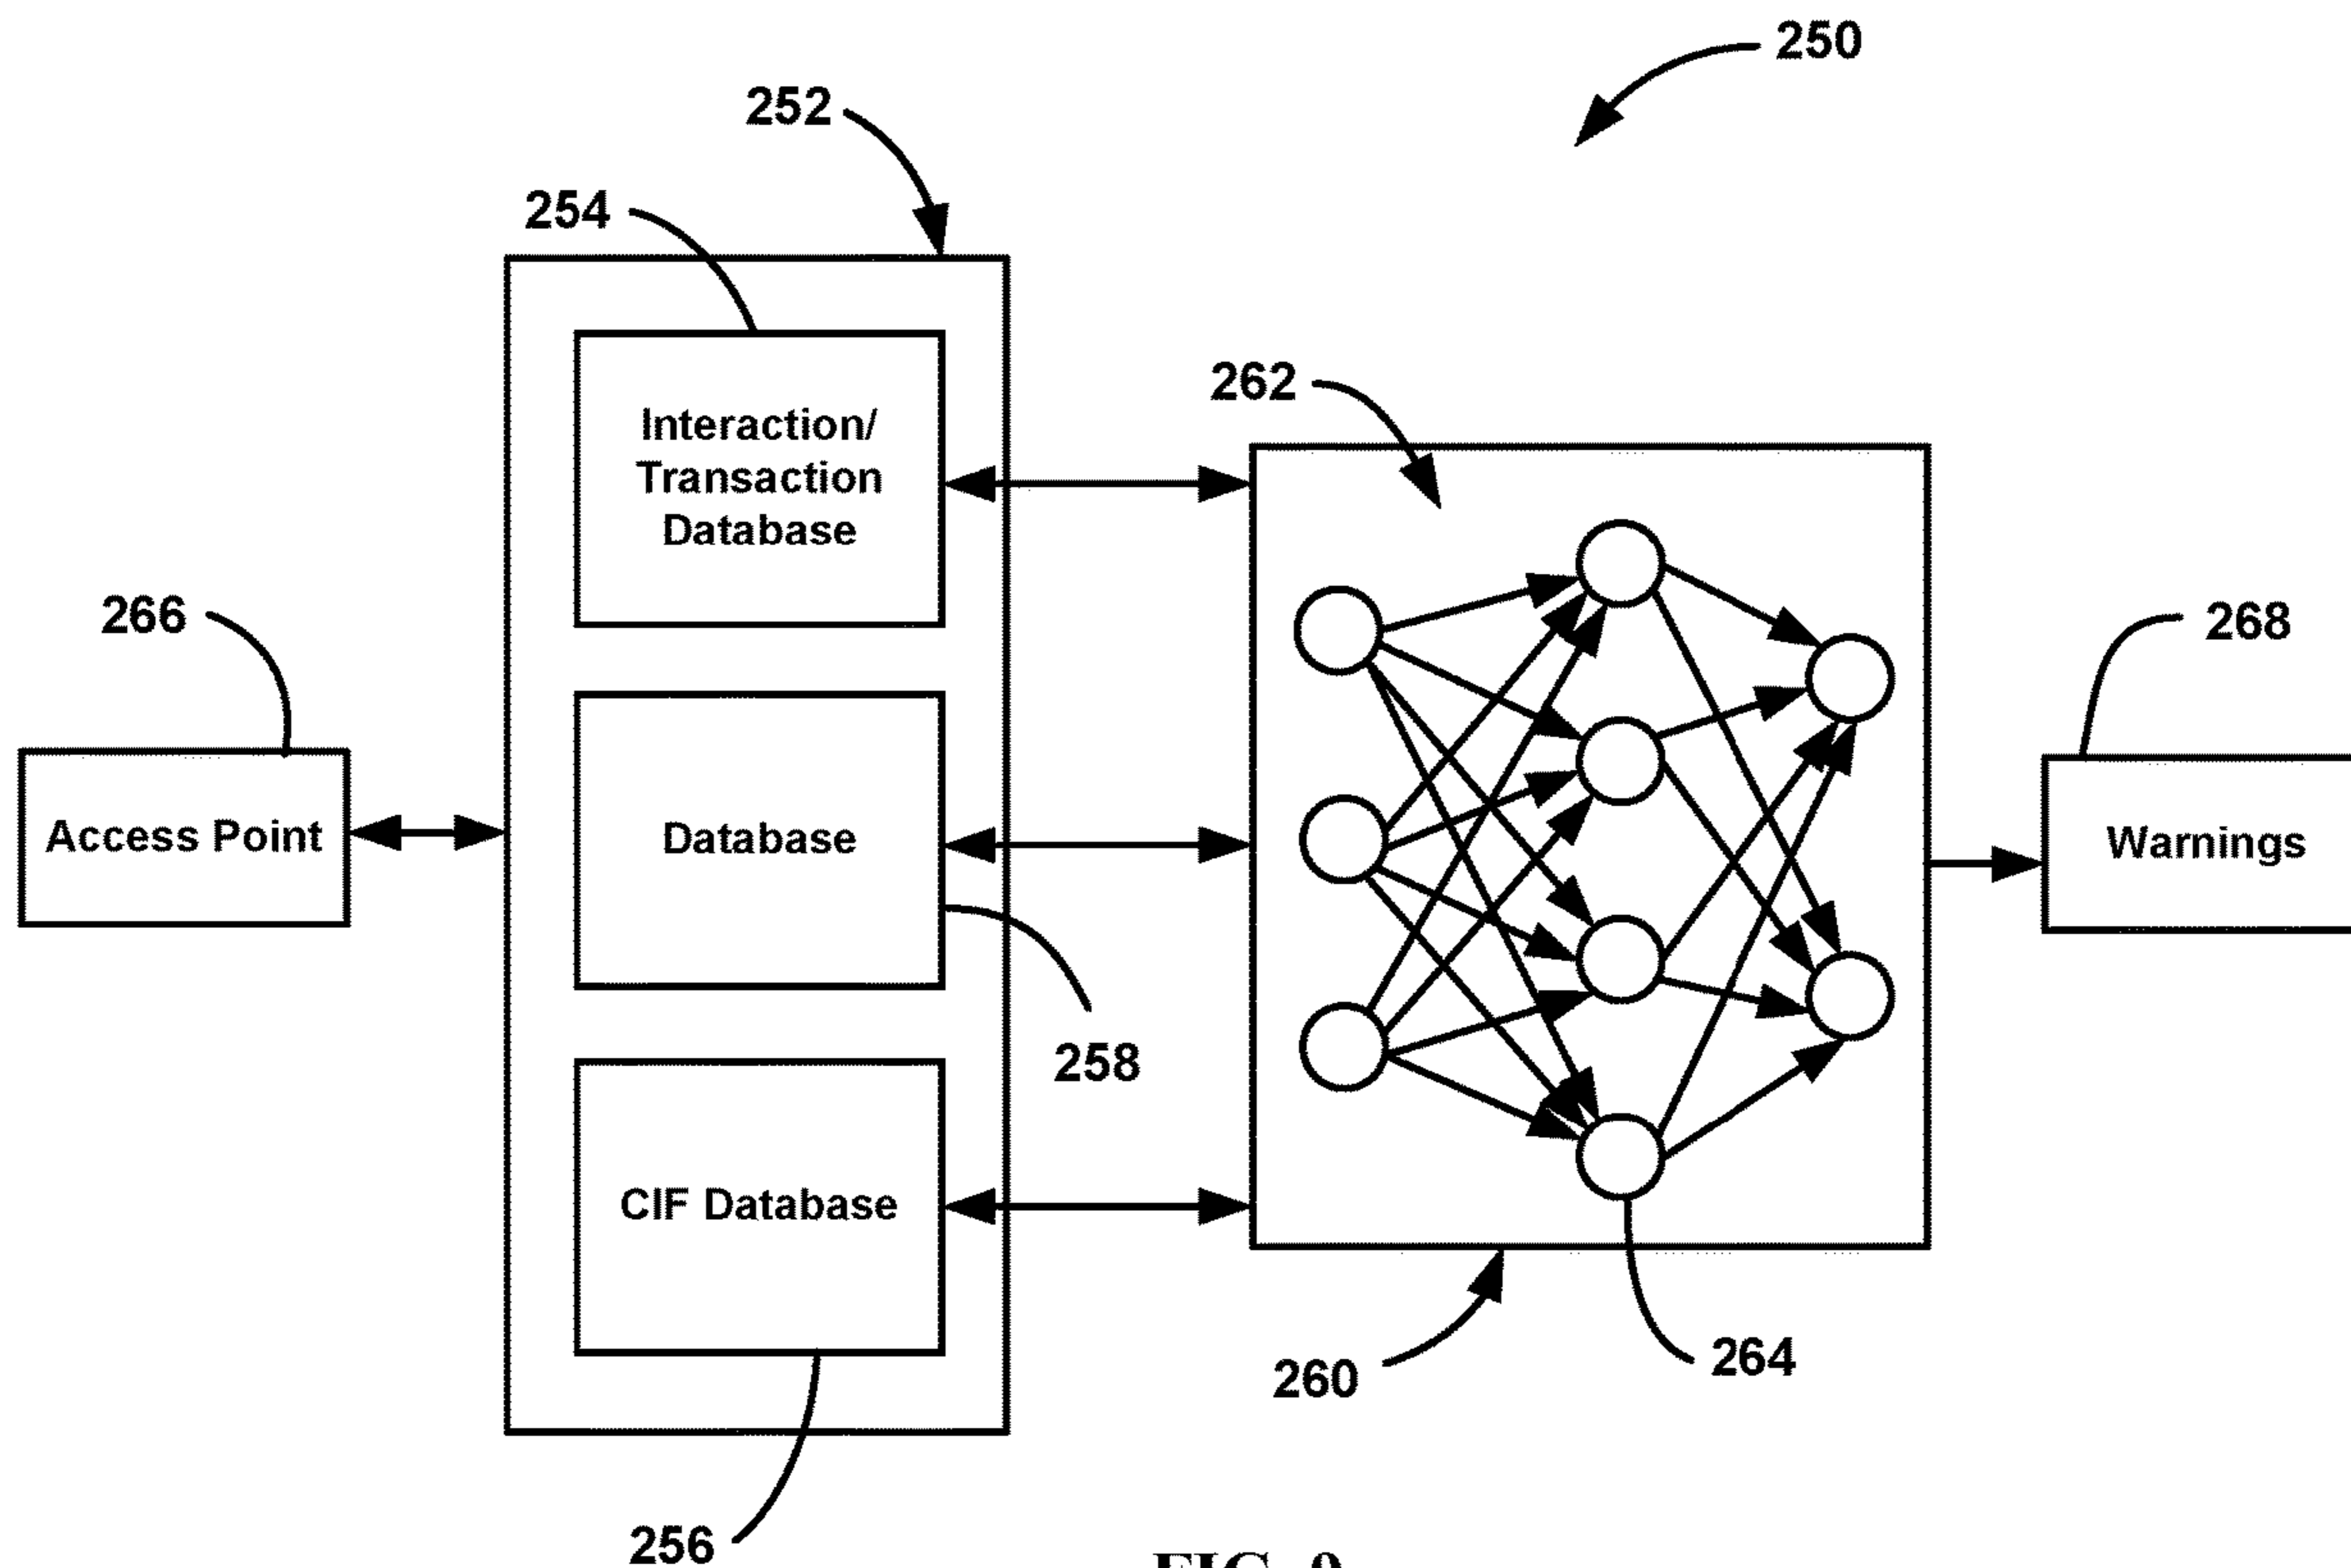 250
252
254
Interaction/
Transaction
Database
262
266
268
Access Point
Database
Warnings
258
CIF Database
260
264
256